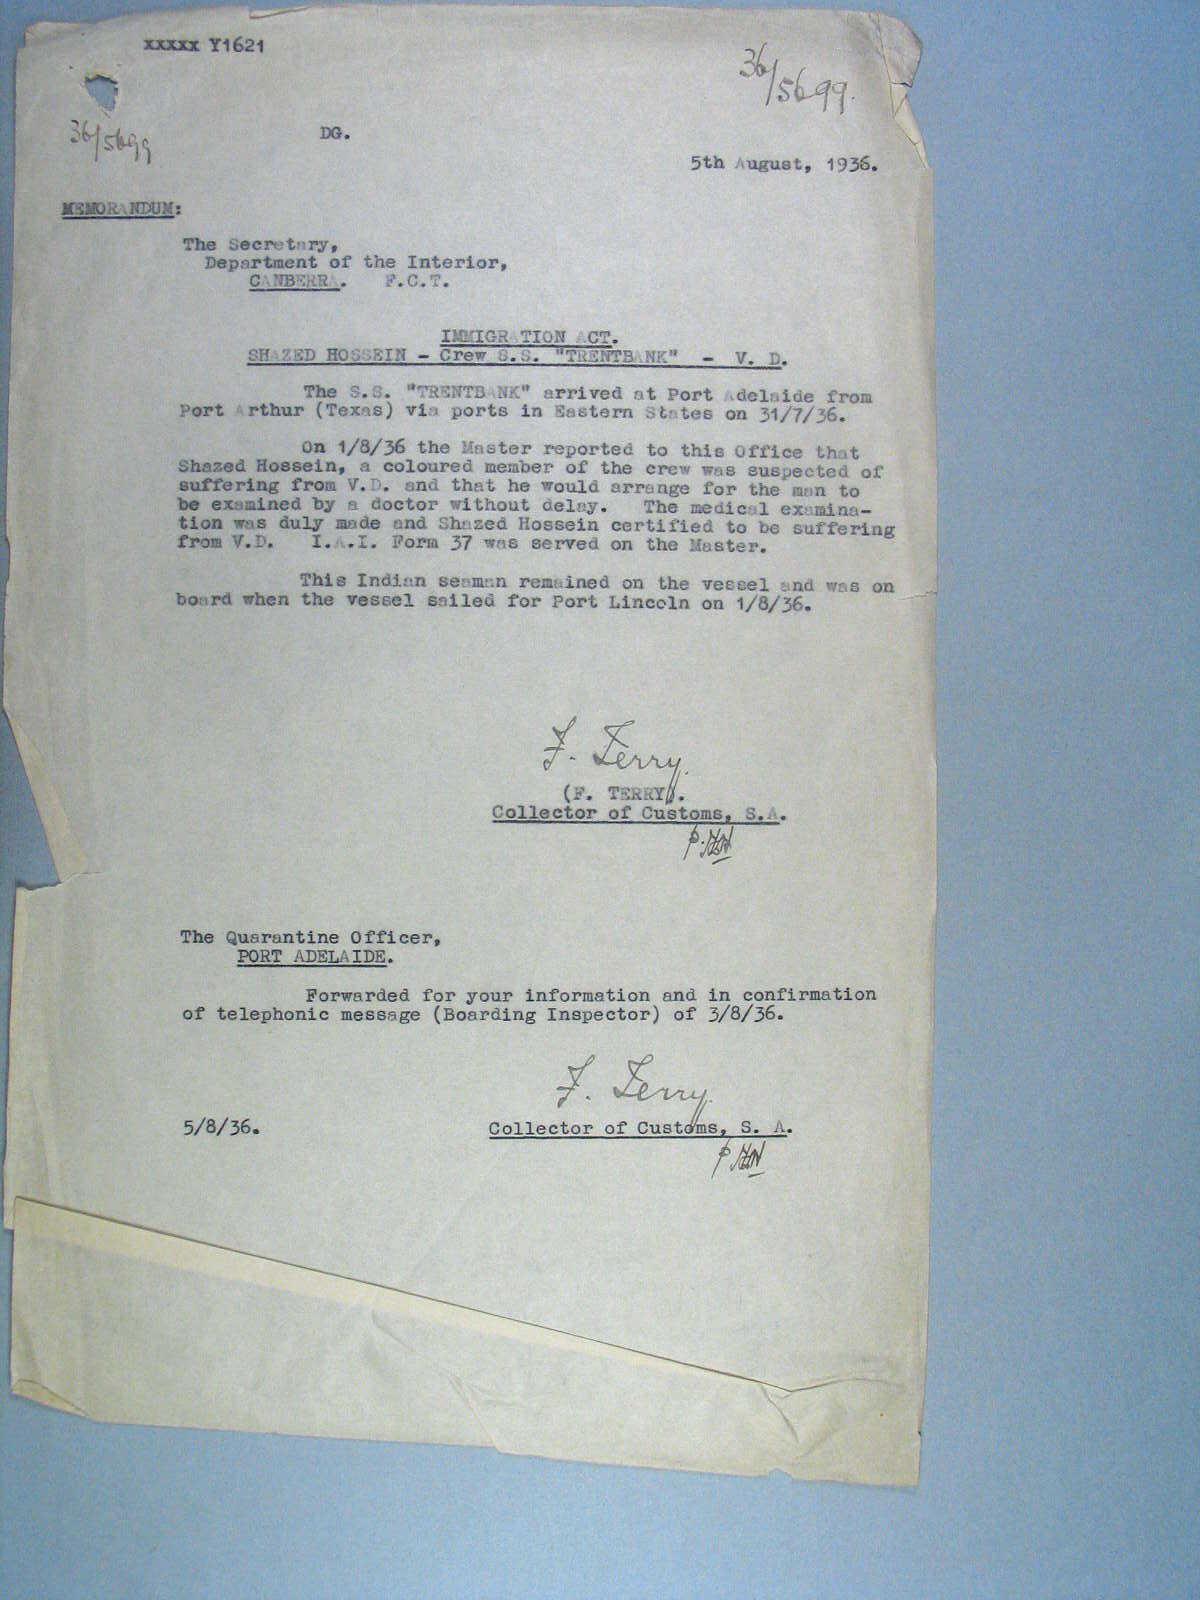 xxxxx Y1621
36/5699.
36/5699
DG.
5th August, 1936.
MEMORANDUM:
The Secretary,
Department of the Interior,
CANBERRA. F.C.T.
IMMIGRATION ACT.
SHAZED HOSSEIN - Crew S.S. "TRENTBANK" - V. D.
The S.S. "TRENTBANK" arrived at Port Adelaide from
Port Arthur (Texas) via ports in Eastern States on 31/7/36.
On 1/8/36 the Master reported to this Office that
Shazed Hossein, a coloured member of the crew was suspected of
suffering from V.D. and that he would arrange for the man to
be examined by a doctor without delay. The medical examina-
tion was duly made and Shazed Hossein certified to be suffering
from V.D. I.A.I. Form 37 was served on the Master.
This Indian seaman remained on the vessel and was on
board when the vessel sailed for Port Lincoln on 1/8/36.
F. Terry.
(F. TERRY).
Collector of Customs, S.A.
The Quarantine Officer,
PORT ADELAIDE.
Forwarded for your information and in confirmation
of telephonic message (Boarding Inspector) of 3/8/36.
F. Terry.
5/8/36.
Collector of Customs, S. A.